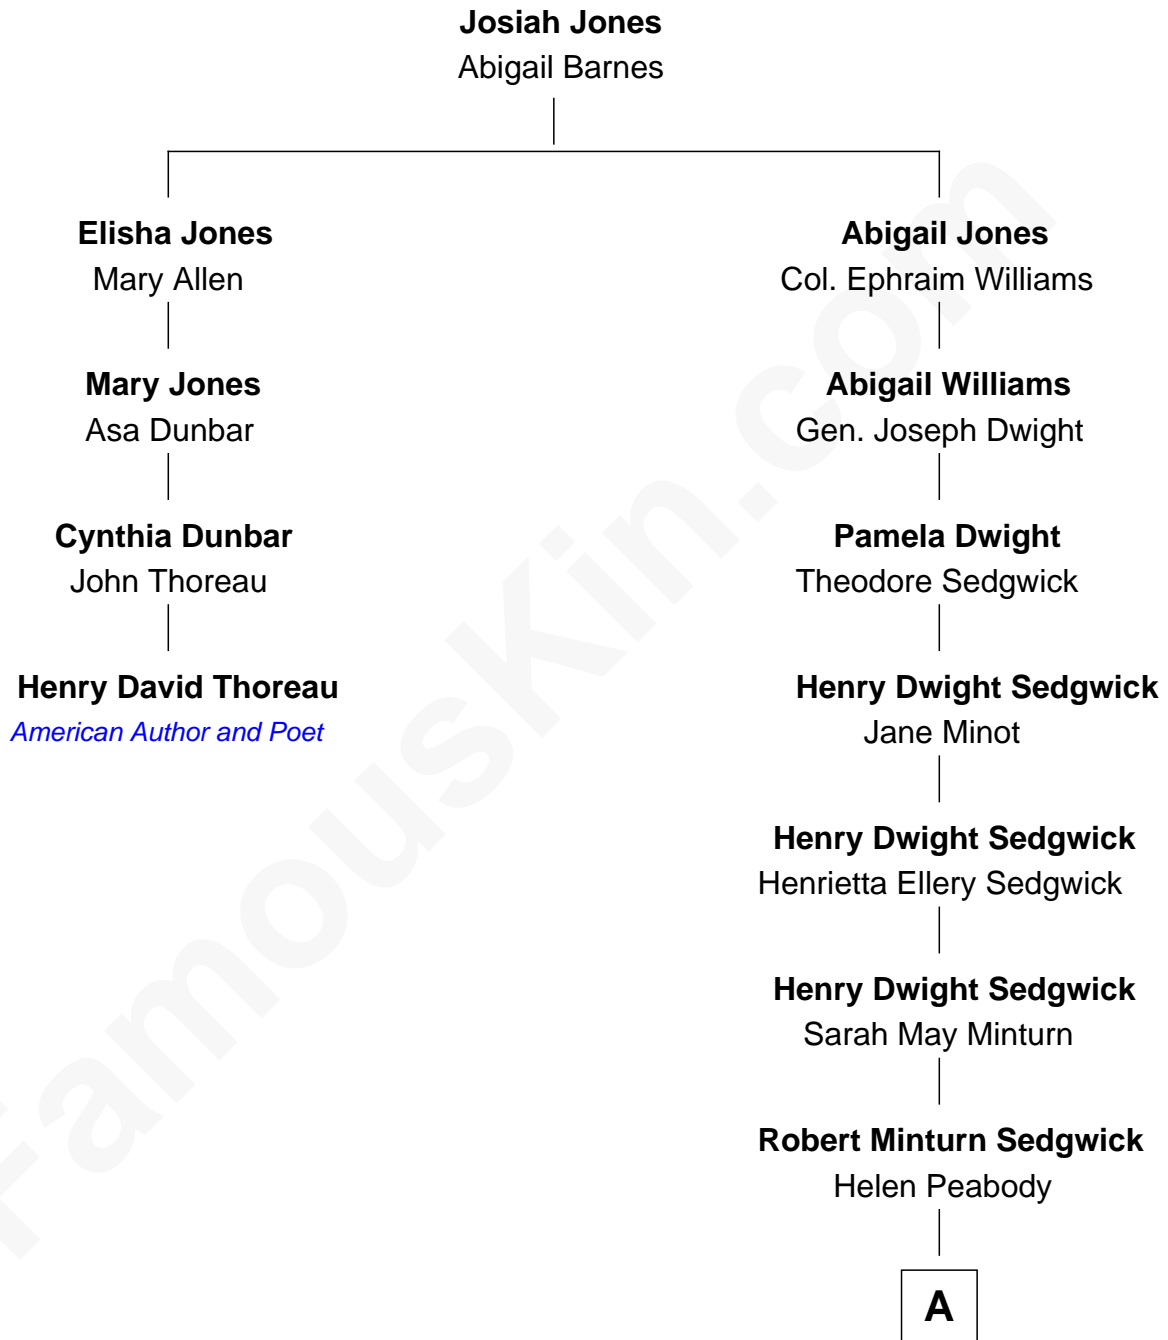 Josiah Jones
Abigail Barnes
Elisha Jones
Mary Allen
Abigail Jones
Col. Ephraim Williams
Mary Jones
Asa Dunbar
Abigail Williams
Gen. Joseph Dwight
Cynthia Dunbar
John Thoreau
Pamela Dwight
Theodore Sedgwick
Henry David Thoreau
American Author and Poet
Henry Dwight Sedgwick
Jane Minot
Henry Dwight Sedgwick
Henrietta Ellery Sedgwick
Henry Dwight Sedgwick
Sarah May Minturn
Robert Minturn Sedgwick
Helen Peabody
A
FamousKin.com